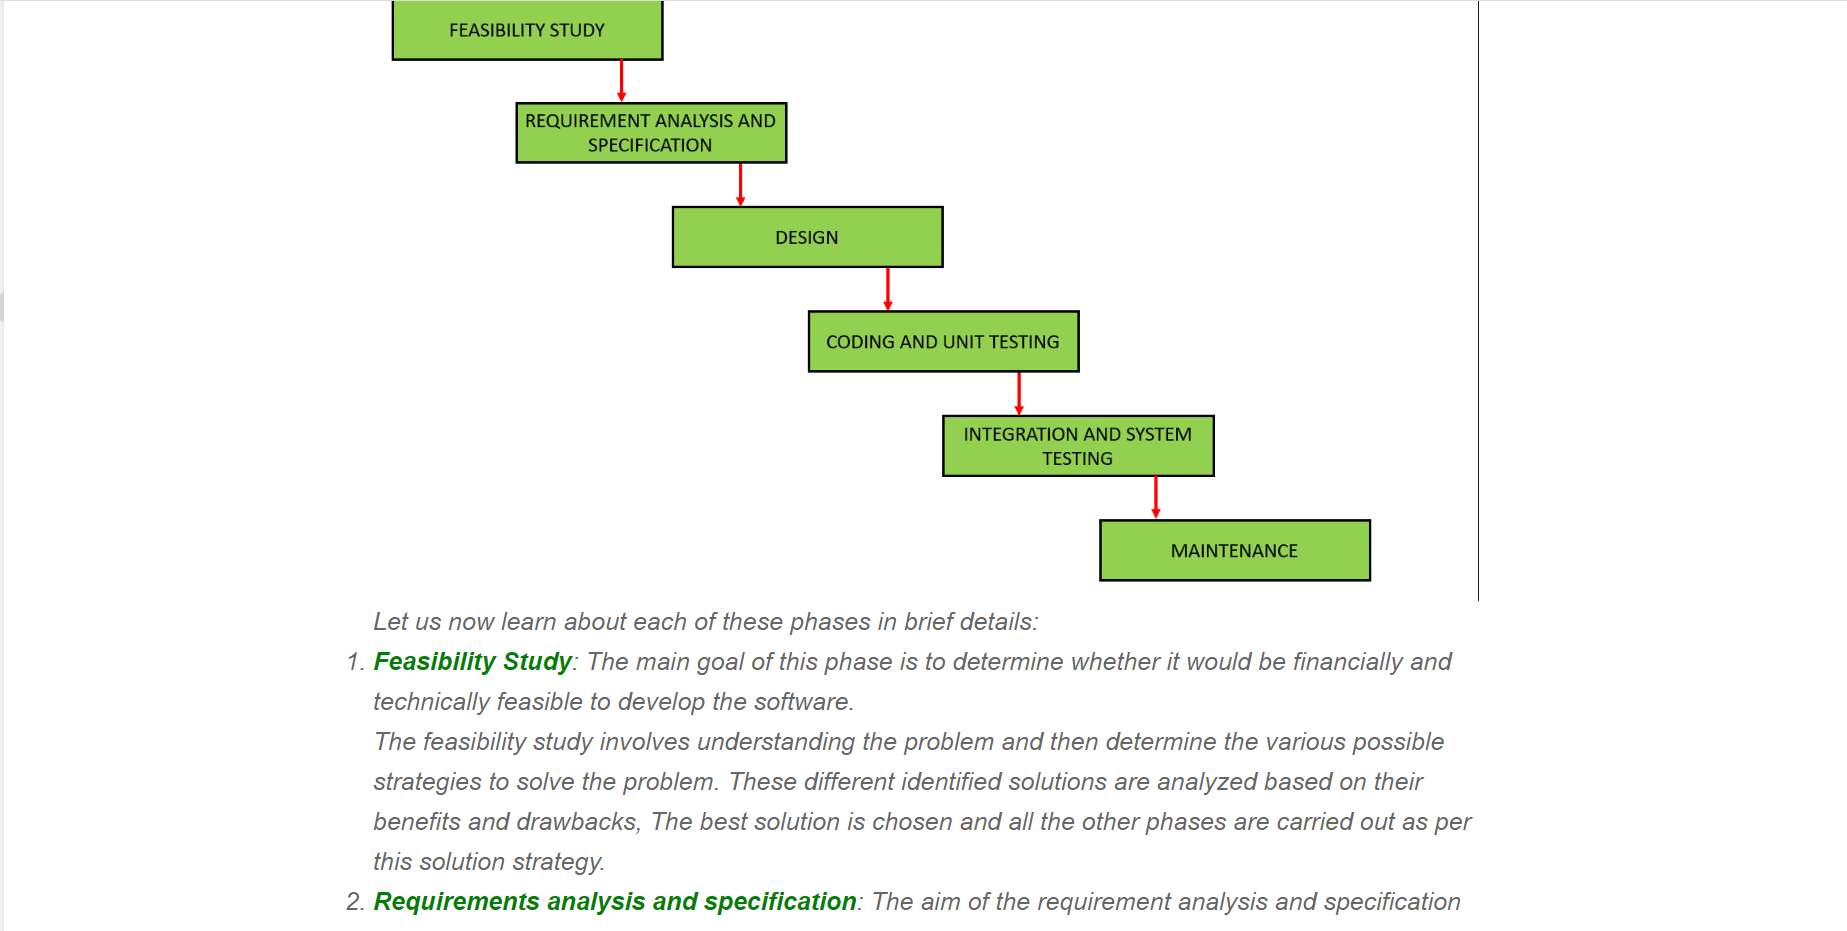 FEASIBILITY STUDY
REQUIREMENT ANALYSIS AND
SPECIFICATION
DESIGN
CODING AND UNIT TESTING
INTEGRATION AND SYSTEM
TESTING
MAINTENANCE
Let us now learn about each of these phases in brief details:
1. Feasibility Study: The main goal of this phase is to determine whether it would be financially and
technically feasible to develop the software.
The feasibility study involves understanding the problem and then determine the various possible
strategies to solve the problem. These different identified solutions are analyzed based on their
benefits and drawbacks, The best solution is chosen and all the other phases are carried out as per
this solution strategy.
2. Requirements analysis and specification: The aim of the requirement analysis and specification